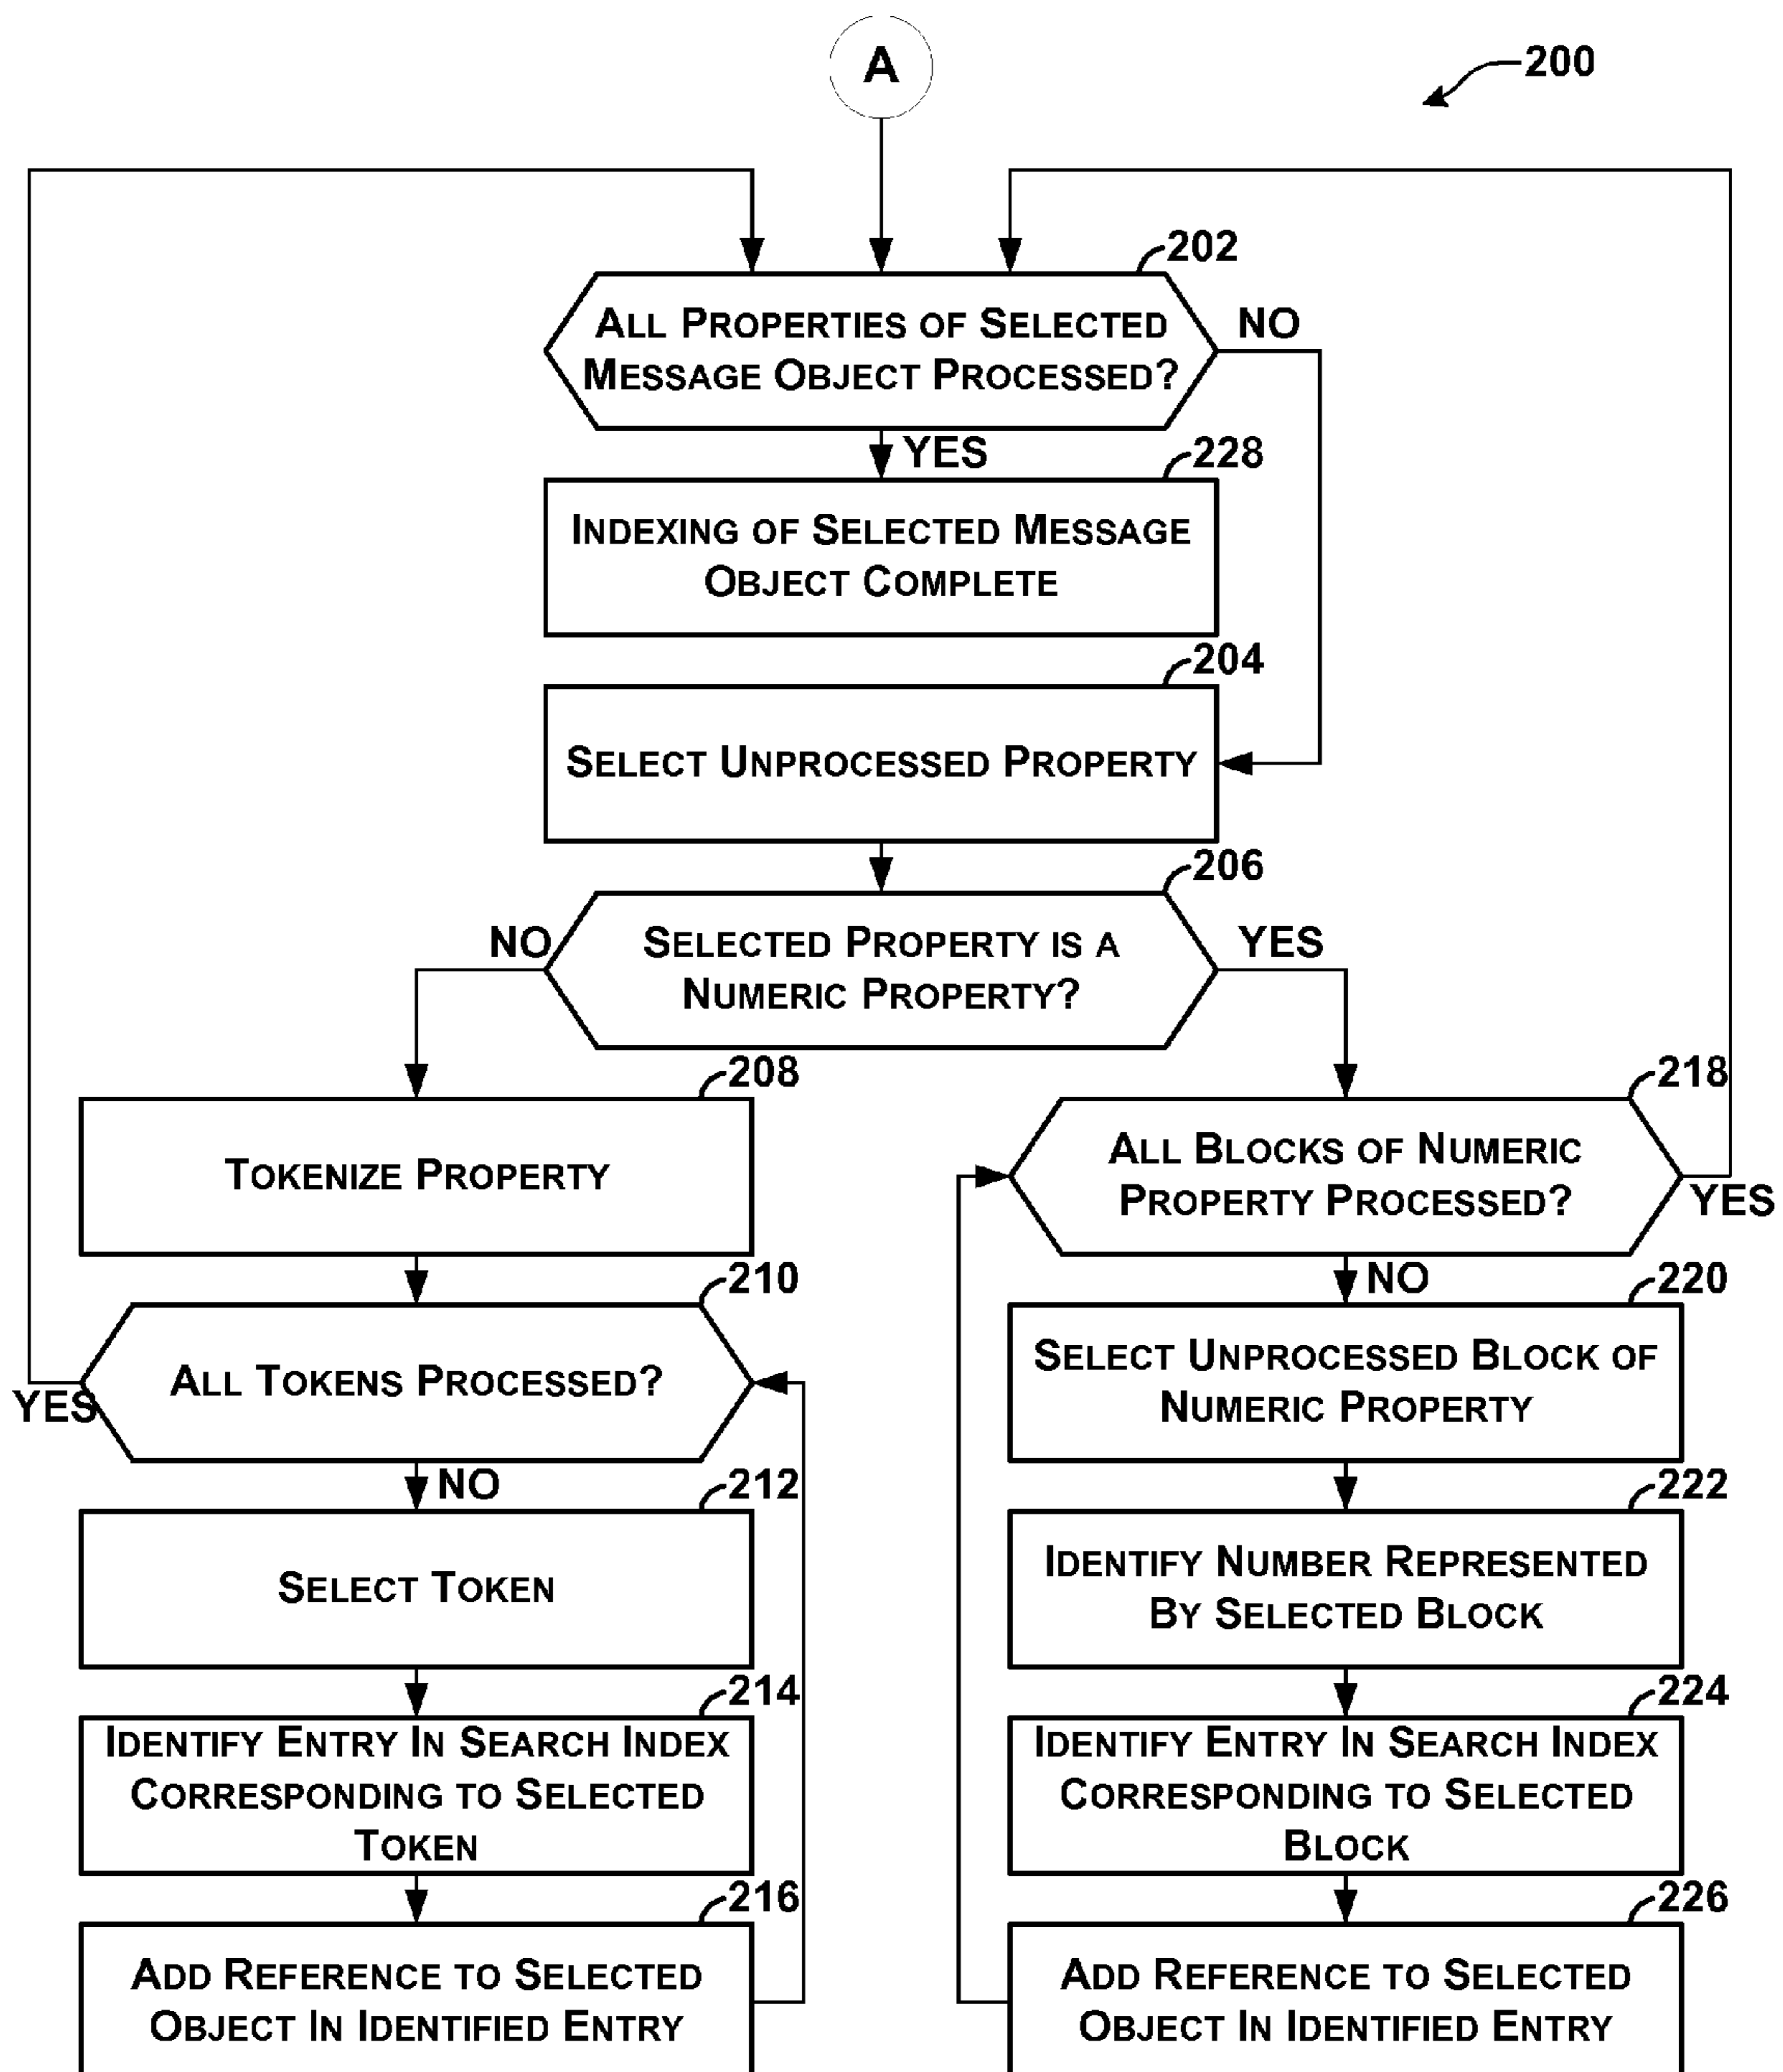 A
200
202
ALL PROPERTIES OF SELECTED
MESSAGE OBJECT PROCESSED?
NO
YES
228
INDEXING OF SELECTED MESSAGE
OBJECT COMPLETE
204
SELECT UNPROCESSED PROPERTY
206
NO
SELECTED PROPERTY IS A
NUMERIC PROPERTY?
YES
208
TOKENIZE PROPERTY
218
ALL BLOCKS OF NUMERIC
PROPERTY PROCESSED?
YES
210
ALL TOKENS PROCESSED?
YES
NO
220
SELECT UNPROCESSED BLOCK OF
NUMERIC PROPERTY
NO
212
SELECT TOKEN
222
IDENTIFY NUMBER REPRESENTED
BY SELECTED BLOCK
214
IDENTIFY ENTRY IN SEARCH INDEX
CORRESPONDING TO SELECTED
TOKEN
224
IDENTIFY ENTRY IN SEARCH INDEX
CORRESPONDING TO SELECTED
BLOCK
216
ADD REFERENCE TO SELECTED
OBJECT IN IDENTIFIED ENTRY
226
ADD REFERENCE TO SELECTED
OBJECT IN IDENTIFIED ENTRY